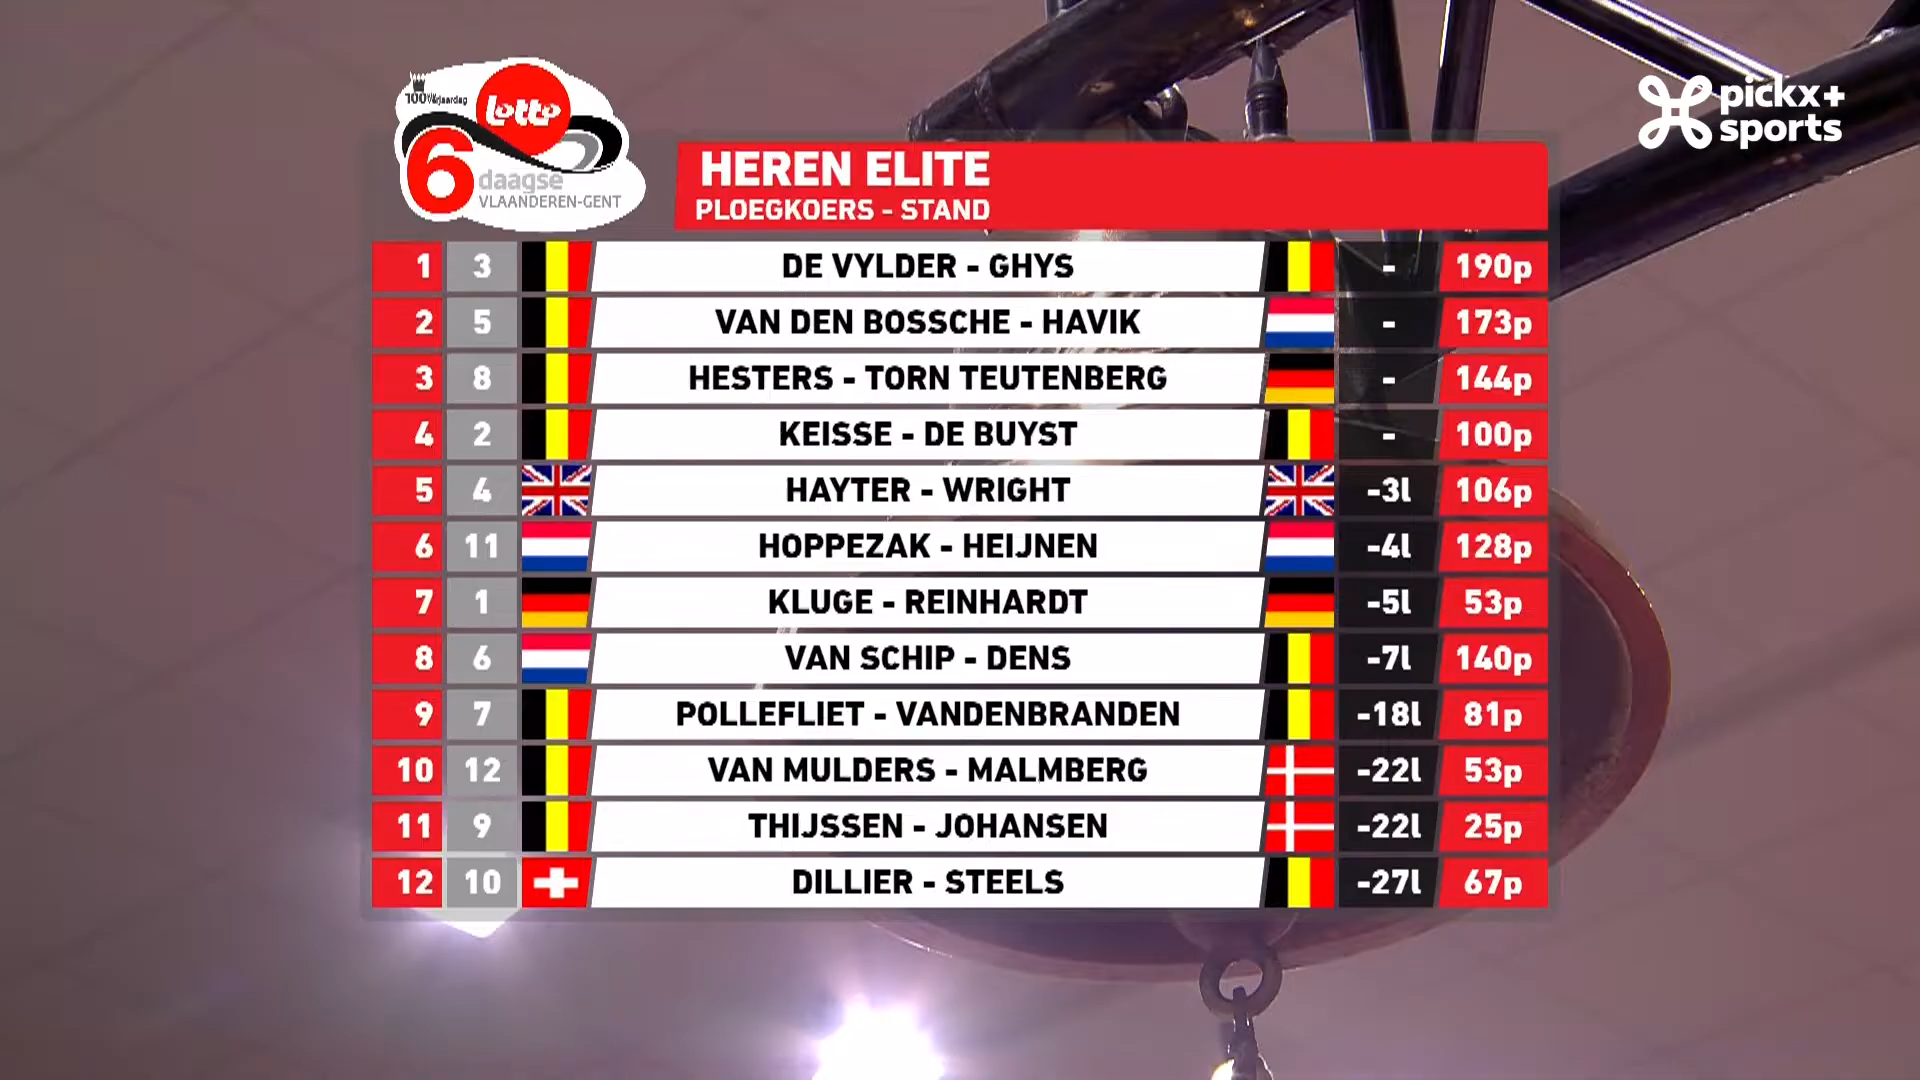 100 Verjaardag
lotto
6
daagse
VLAANDEREN-GENT
pickx+
sports
HEREN ELITE
PLOEGKOERS - STAND
1 3 DE VYLDER - GHYS - 190p
2 5 VAN DEN BOSSCHE - HAVIK - 173p
3 8 HESTERS - TORN TEUTENBERG - 144p
4 2 KEISSE - DE BUYST - 100p
5 4 HAYTER - WRIGHT -3l 106p
6 11 HOPPEZAK - HEIJNEN -4l 128p
7 1 KLUGE - REINHARDT -5l 53p
8 6 VAN SCHIP - DENS -7l 140p
9 7 POLLEFLIET - VANDENBRANDEN -18l 81p
10 12 VAN MULDERS - MALMBERG -22l 53p
11 9 THIJSSEN - JOHANSEN -22l 25p
12 10 DILLIER - STEELS -27l 67p